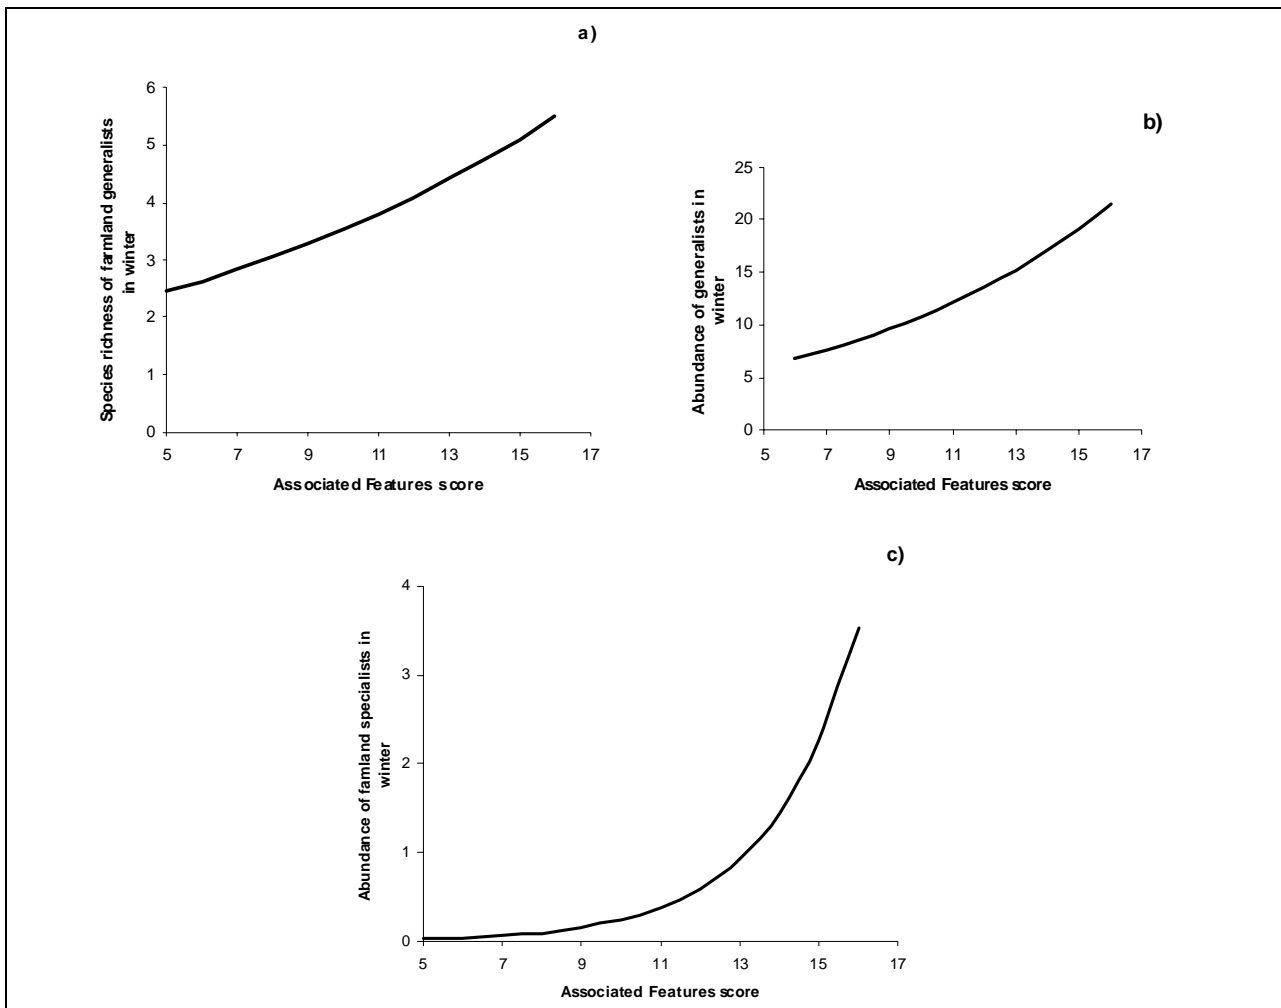 a)
Species richness of farmland generalists
in winter
6
5
4
3
2
1
0
5 7 9 11 13 15 17
Associated Features score
b)
Abundance of generalists in
winter
25
20
15
10
5
0
5 7 9 11 13 15 17
Associated Features score
c)
Abundance of famland specialists in
winter
4
3
2
1
0
5 7 9 11 13 15 17
Associated Features score